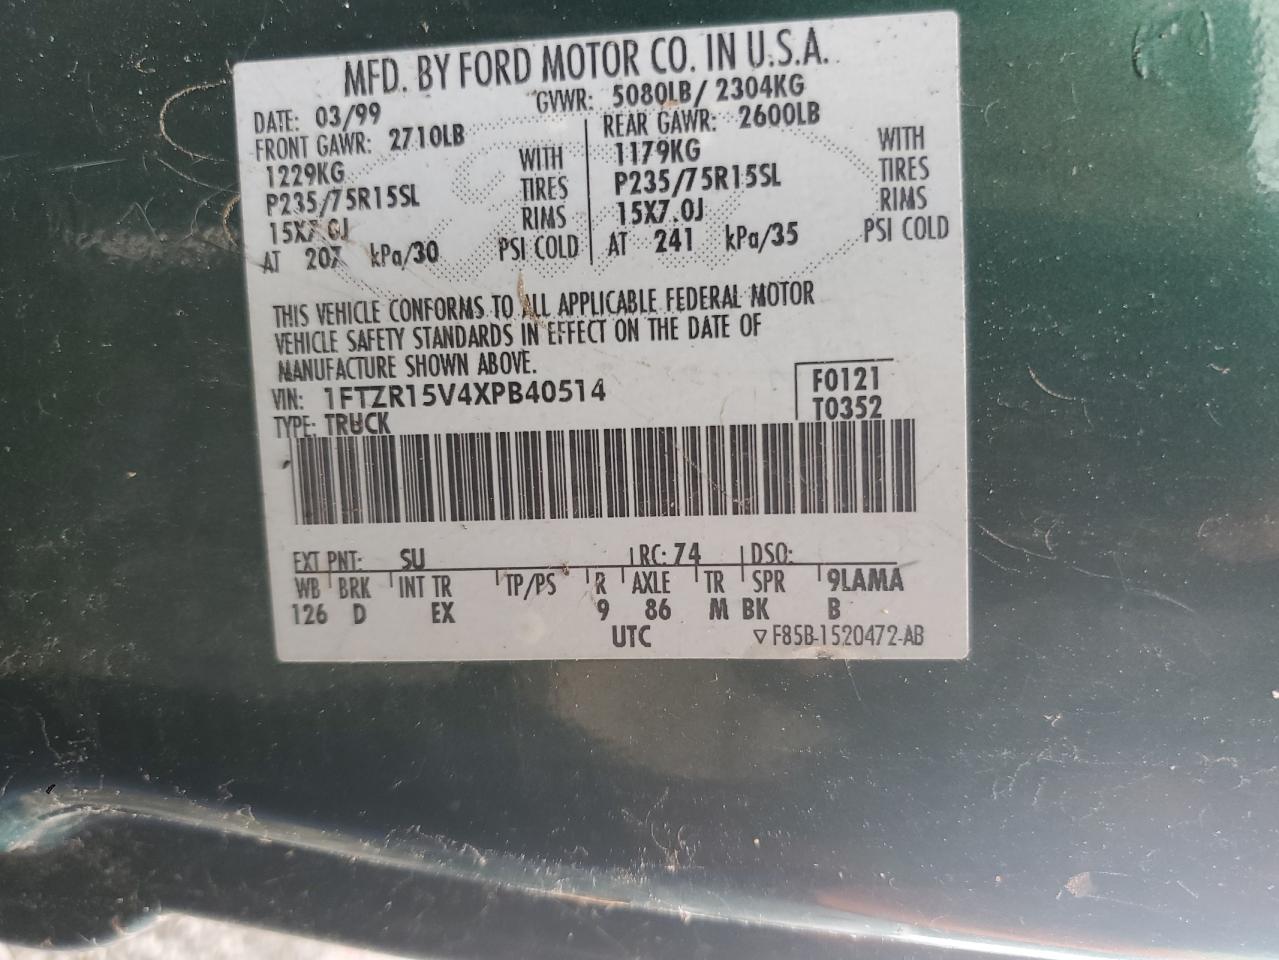 MFD. BY FORD MOTOR CO. IN U.S.A.
DATE: 03/99 GVWR: 5080LB/ 2304KG
FRONT GAWR: 2710LB REAR GAWR: 2600LB
1229KG WITH 1179KG WITH
P235/75R15SL TIRES P235/75R15SL TIRES
15X7.0J RIMS 15X7.0J RIMS
AT 207 kPa/30 PSI COLD AT 241 kPa/35 PSI COLD
THIS VEHICLE CONFORMS TO ALL APPLICABLE FEDERAL MOTOR
VEHICLE SAFETY STANDARDS IN EFFECT ON THE DATE OF
MANUFACTURE SHOWN ABOVE.
VIN: 1FTZR15V4XPB40514 F0121
TYPE: TRUCK T0352
EXT PNT: SU RC: 74 DSO:
WB BRK INT TR TP/PS R AXLE TR SPR 9LAMA
126 D EX 9 86 M BK B
UTC ▽ F85B-1520472-AB